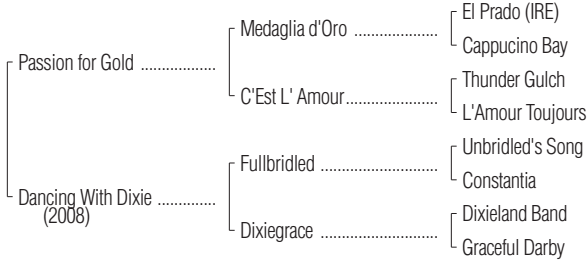 El Prado (IRE)
Medaglia d'Oro ...................
Cappucino Bay
Passion for Gold .................
Thunder Gulch
C'Est L' Amour.....................
L'Amour Toujours
Unbridled's Song
Fullbridled ...........................
Constantia
Dancing With Dixie ..............
(2008)
Dixieland Band
Dixiegrace ...........................
Graceful Darby